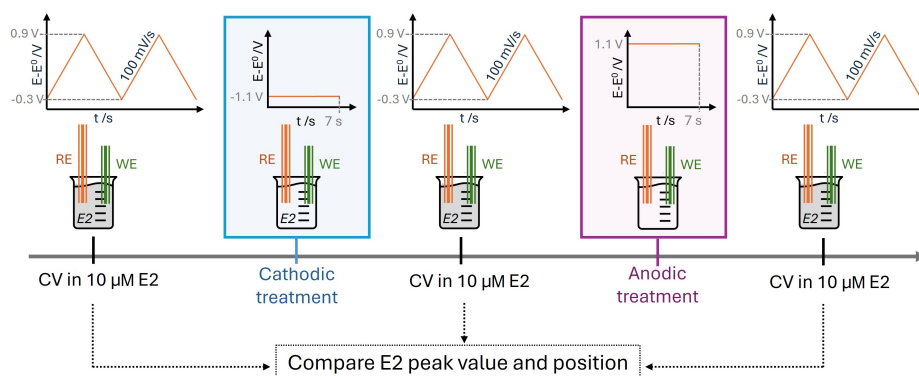 0.9 V
E-E⁰ /V
100 mV/s
-0.3 V
t /s
RE
WE
E2
CV in 10 µM E2
E-E⁰ /V
-1.1 V
t /s
7 s
RE
WE
E2
Cathodic
treatment
0.9 V
E-E⁰ /V
100 mV/s
-0.3 V
t /s
RE
WE
E2
CV in 10 µM E2
E-E⁰ /V
1.1 V
t /s
7 s
RE
WE
Anodic
treatment
0.9 V
E-E⁰ /V
100 mV/s
-0.3 V
t /s
RE
WE
E2
CV in 10 µM E2
Compare E2 peak value and position